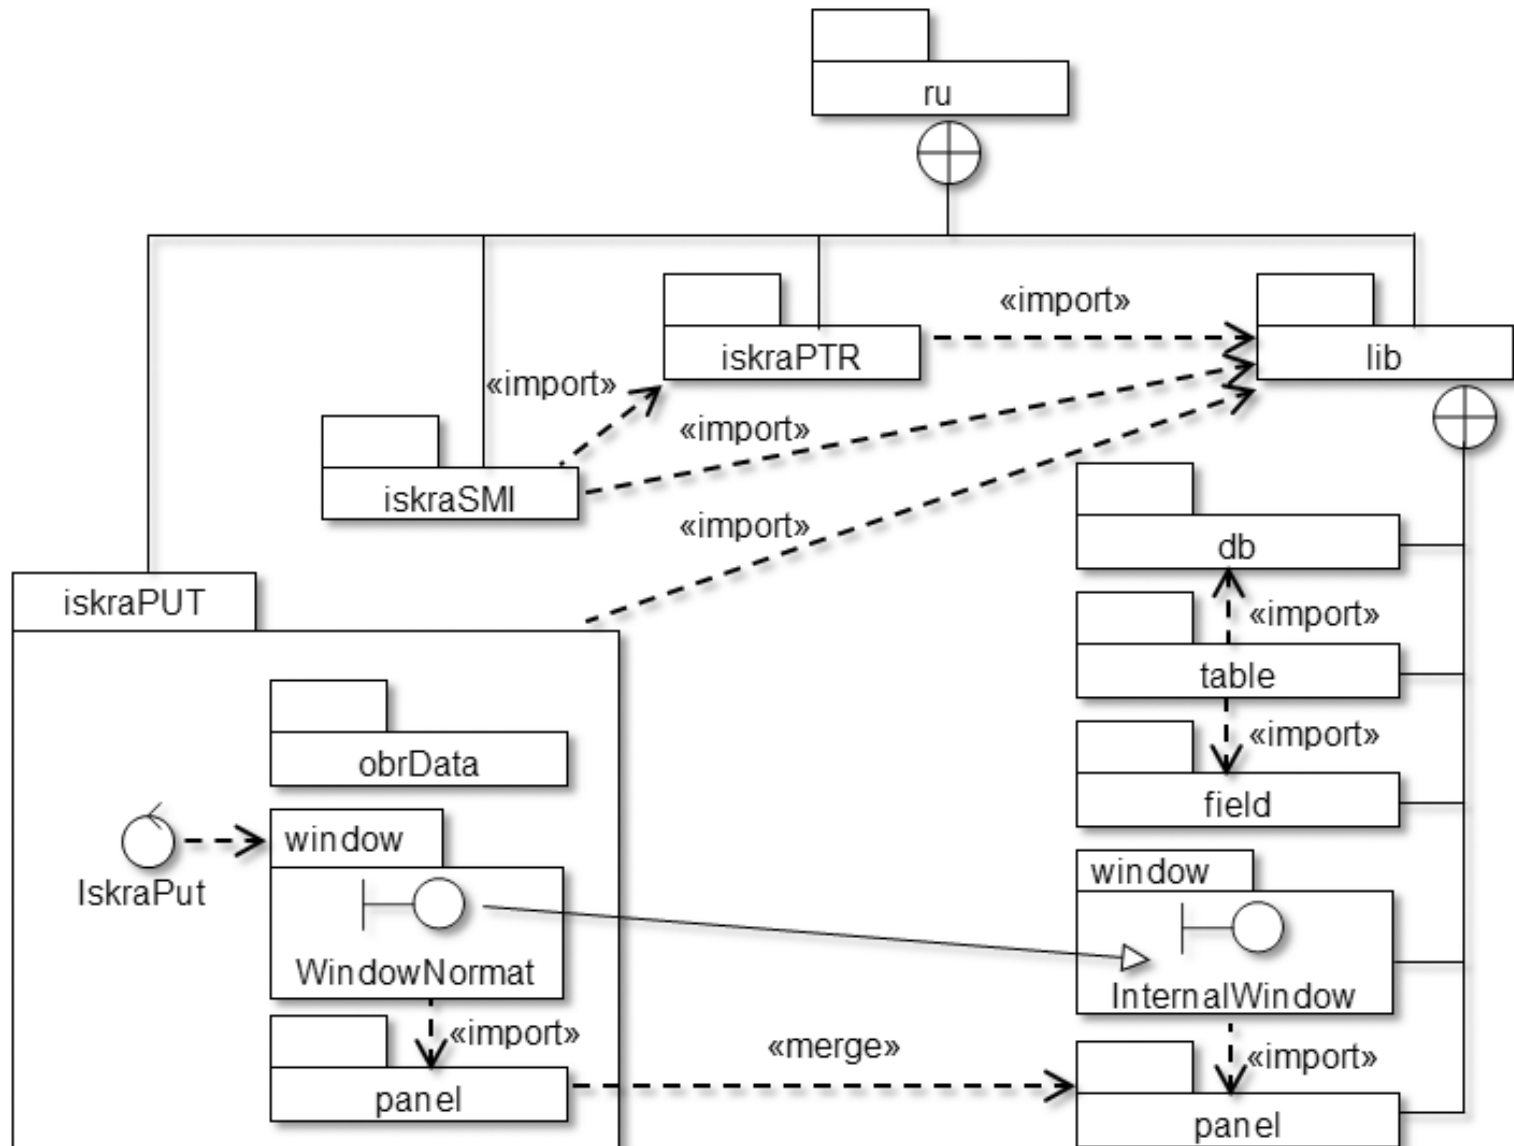 ru
«import»
iskraPTR
lib
«import»
«import»
iskraSMI
«import»
db
iskraPUT
«import»
table
«import»
obrData
field
window
IskraPut
window
WindowNormat
InternalWindow
«import»
«merge»
«import»
panel
panel